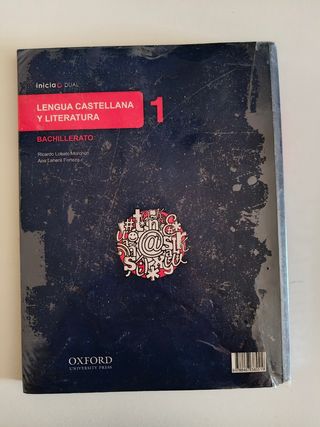 inicia DUAL
LENGUA CASTELLANA
Y LITERATURA
1
BACHILLERATO
Ricardo Lobato Morchón
Ana Lahera Forteza
OXFORD
UNIVERSITY PRESS